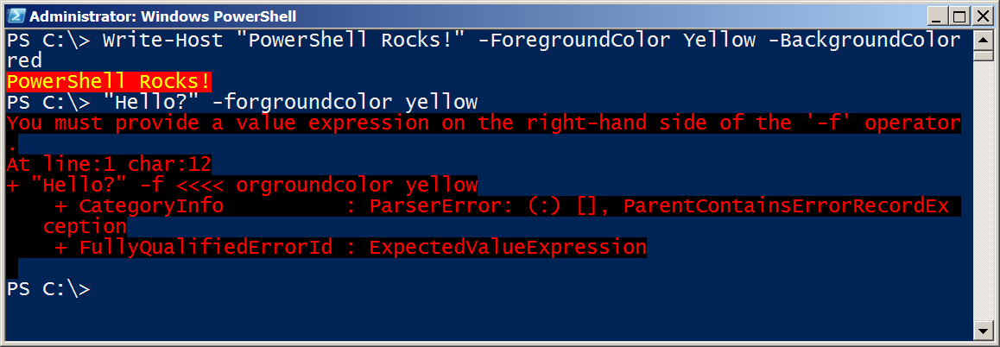 Administrator: Windows PowerShell
PS C:\> Write-Host "PowerShell Rocks!" -ForegroundColor Yellow -BackgroundColor
red
PowerShell Rocks!
PS C:\> "Hello?" -forgroundcolor yellow
You must provide a value expression on the right-hand side of the '-f' operator
.
At line:1 char:12
+ "Hello?" -f <<<< orgroundcolor yellow
    + CategoryInfo          : ParserError: (:) [], ParentContainsErrorRecordEx
   ception
    + FullyQualifiedErrorId : ExpectedValueExpression
PS C:\>